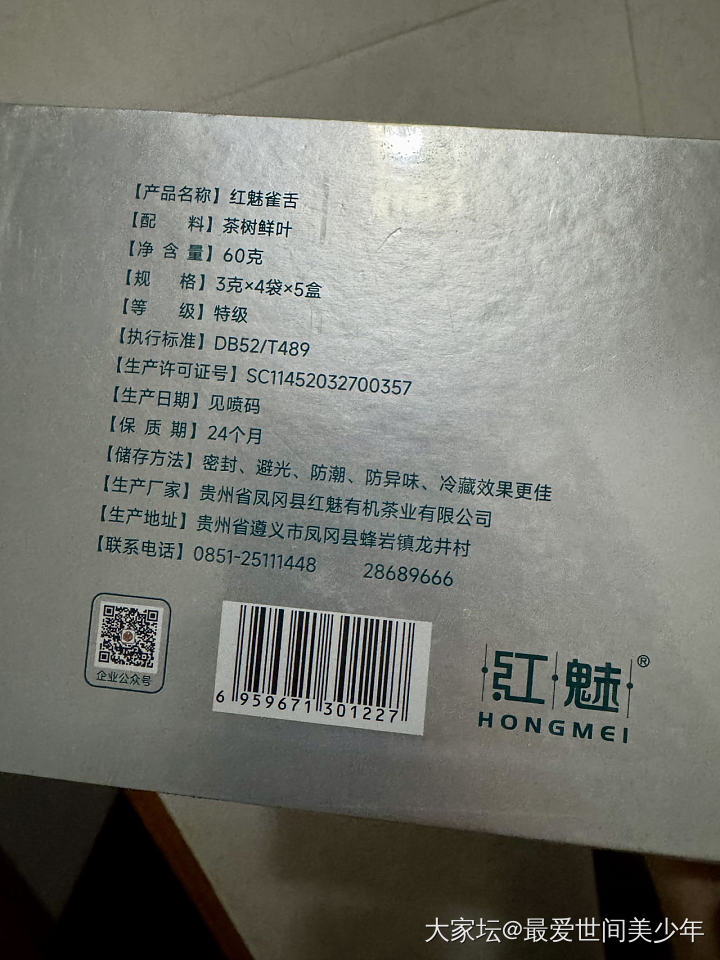 【产品名称】红魅雀舌
【配 料】茶树鲜叶
【净 含 量】60克
【规 格】3克×4袋×5盒
【等 级】特级
【执行标准】DB52/T489
【生产许可证号】SC11452032700357
【生产日期】见喷码
【保 质 期】24个月
【储存方法】密封、避光、防潮、防异味、冷藏效果更佳
【生产厂家】贵州省凤冈县红魅有机茶业有限公司
【生产地址】贵州省遵义市凤冈县蜂岩镇龙井村
【联系电话】0851-25111448 28689666
企业公众号
6 959671 301227
红魅®
HONGMEI
大家坛@最爱世间美少年